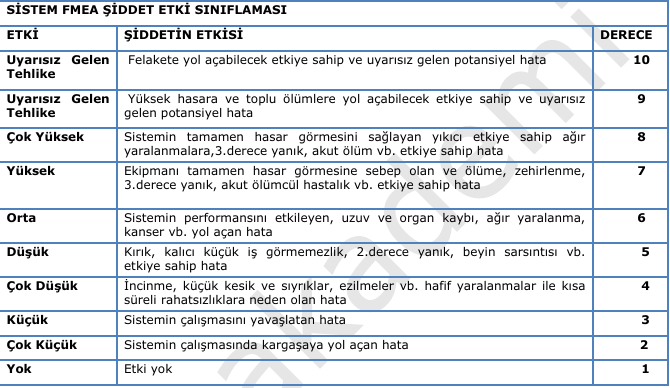 SİSTEM FMEA ŞİDDET ETKİ SINIFLAMASI
ETKİ ŞİDDETİN ETKİSİ DERECE
Uyarısız Gelen Tehlike Felakete yol açabilecek etkiye sahip ve uyarısız gelen potansiyel hata 10
Uyarısız Gelen Tehlike Yüksek hasara ve toplu ölümlere yol açabilecek etkiye sahip ve uyarısız
gelen potansiyel hata 9
Çok Yüksek Sistemin tamamen hasar görmesini sağlayan yıkıcı etkiye sahip ağır
yaralanmalara,3.derece yanık, akut ölüm vb. etkiye sahip hata 8
Yüksek Ekipmanı tamamen hasar görmesine sebep olan ve ölüme, zehirlenme,
3.derece yanık, akut ölümcül hastalık vb. etkiye sahip hata 7
Orta Sistemin performansını etkileyen, uzuv ve organ kaybı, ağır yaralanma,
kanser vb. yol açan hata 6
Düşük Kırık, kalıcı küçük iş görmemezlik, 2.derece yanık, beyin sarsıntısı vb.
etkiye sahip hata 5
Çok Düşük İncinme, küçük kesik ve sıyrıklar, ezilmeler vb. hafif yaralanmalar ile kısa
süreli rahatsızlıklara neden olan hata 4
Küçük Sistemin çalışmasını yavaşlatan hata 3
Çok Küçük Sistemin çalışmasında kargaşaya yol açan hata 2
Yok Etki yok 1
akademi